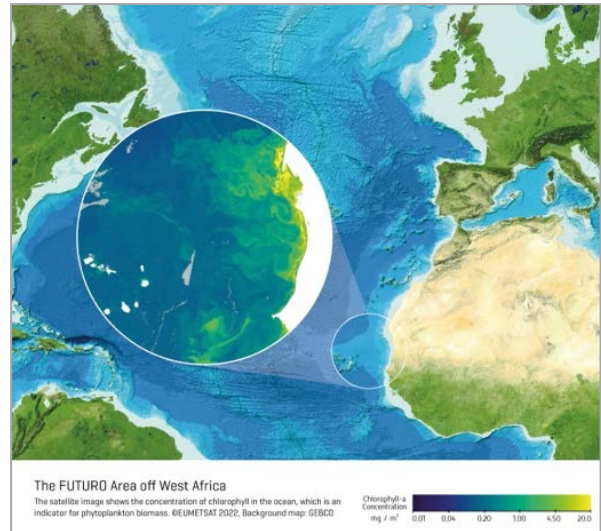 The FUTURO Area off West Africa
The satellite image shows the concentration of chlorophyll in the ocean, which is an
indicator for phytoplankton biomass. ©EUMETSAT 2022, Background map: GEBCO
Chlorophyll-a
Concentration
mg / m³
0.01 0.04 0.20 1.00 4.50 20.0